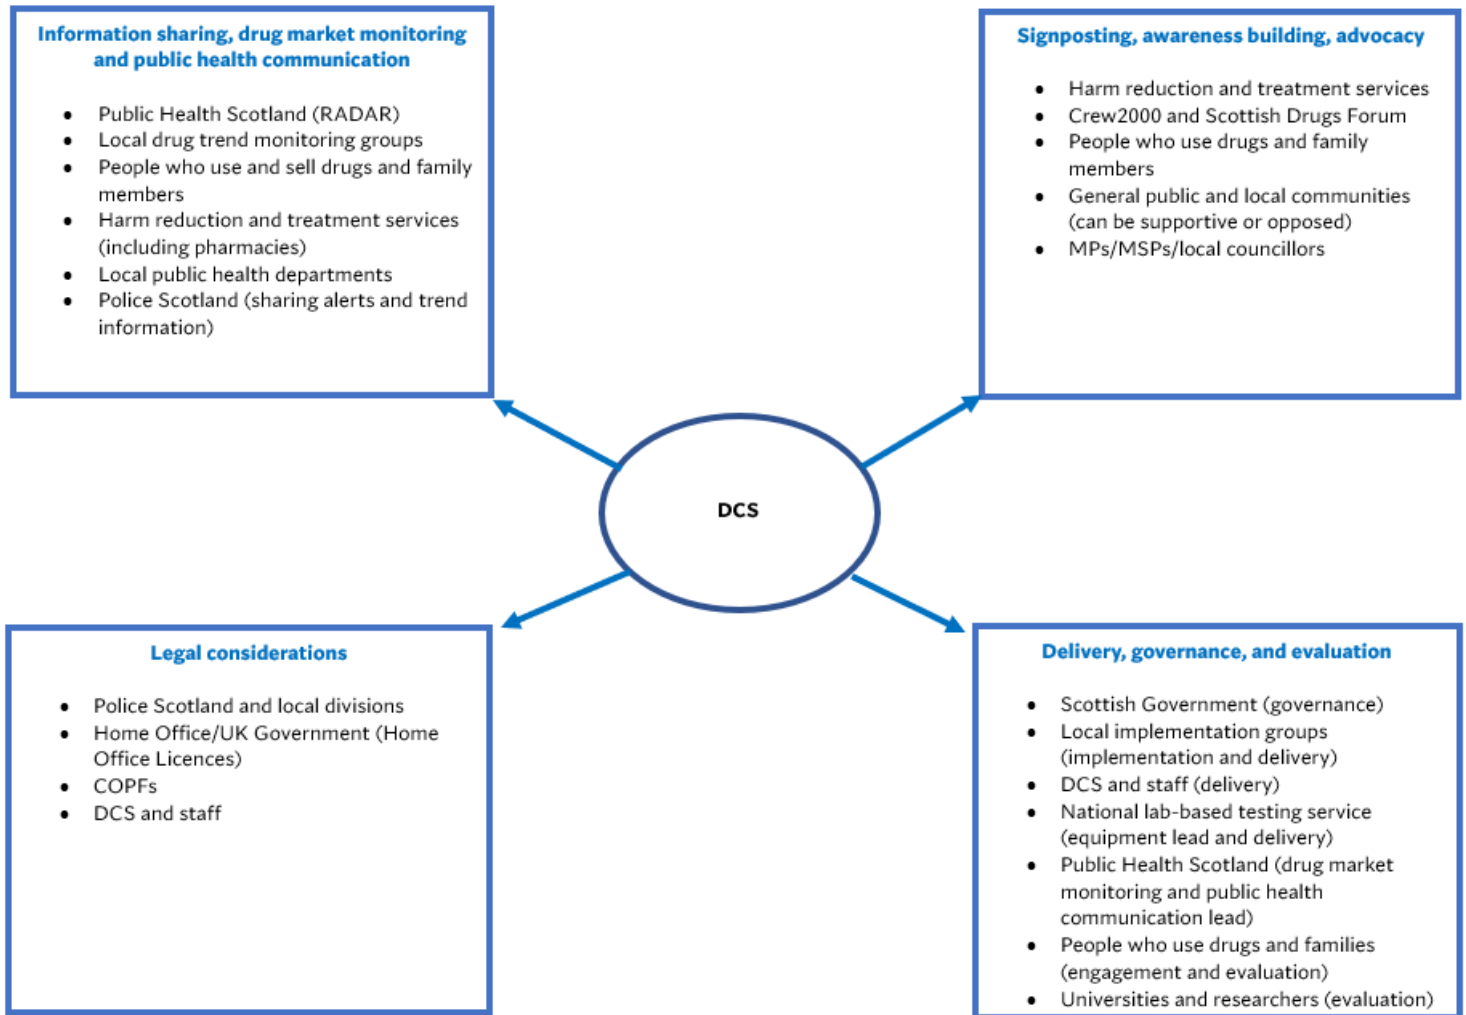 Information sharing, drug market monitoring
and public health communication
• Public Health Scotland (RADAR)
• Local drug trend monitoring groups
• People who use and sell drugs and family
members
• Harm reduction and treatment services
(including pharmacies)
• Local public health departments
• Police Scotland (sharing alerts and trend
information)
Signposting, awareness building, advocacy
• Harm reduction and treatment services
• Crew2000 and Scottish Drugs Forum
• People who use drugs and family
members
• General public and local communities
(can be supportive or opposed)
• MPs/MSPs/local councillors
DCS
Legal considerations
• Police Scotland and local divisions
• Home Office/UK Government (Home
Office Licences)
• COPFs
• DCS and staff
Delivery, governance, and evaluation
• Scottish Government (governance)
• Local implementation groups
(implementation and delivery)
• DCS and staff (delivery)
• National lab-based testing service
(equipment lead and delivery)
• Public Health Scotland (drug market
monitoring and public health
communication lead)
• People who use drugs and families
(engagement and evaluation)
• Universities and researchers (evaluation)